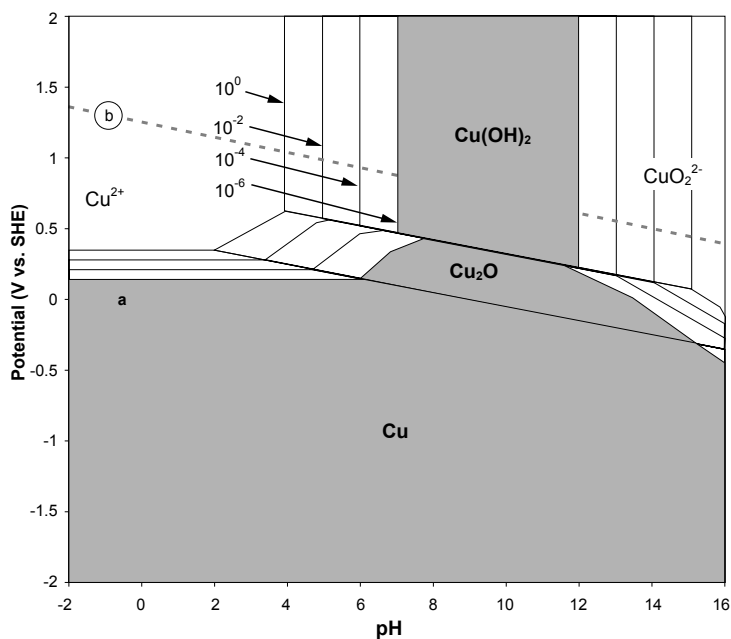 2
1.5
1
0.5
0
-0.5
-1
-1.5
-2
Potential (V vs. SHE)
b
10⁰
10⁻²
10⁻⁴
10⁻⁶
Cu²⁺
Cu(OH)₂
CuO₂²⁻
Cu₂O
a
Cu
-2 0 2 4 6 8 10 12 14 16
pH